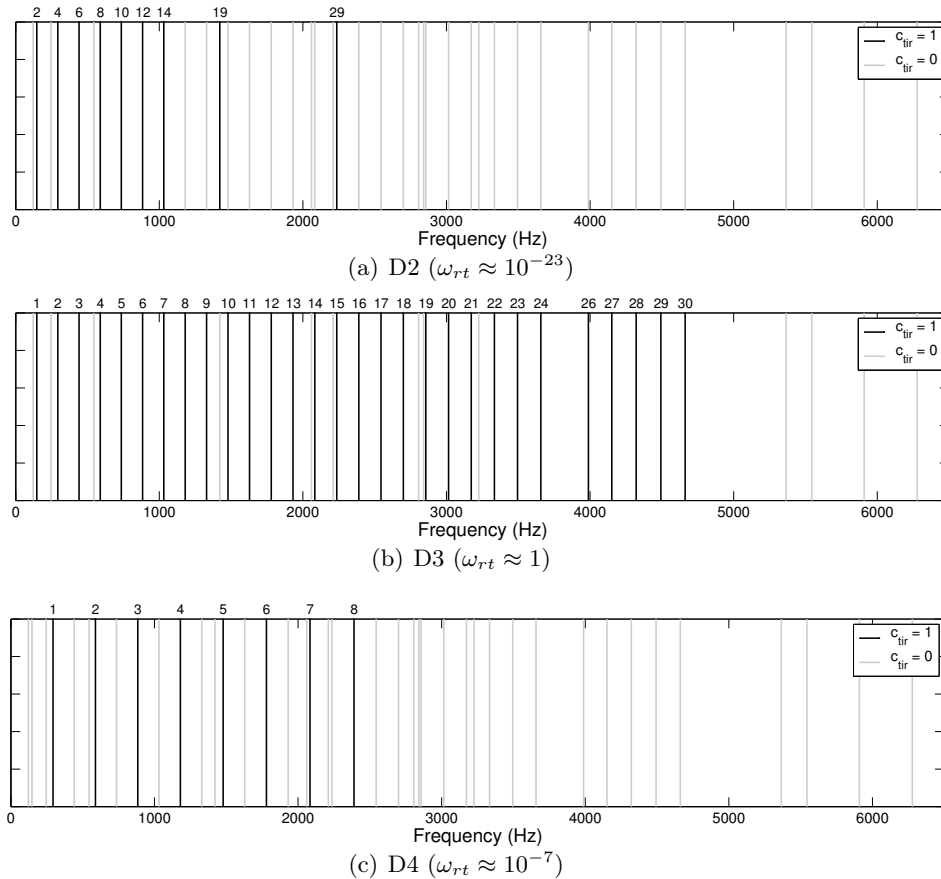 2 4 6 8 10 12 14 19 29
c_tir = 1
c_tir = 0
0 1000 2000 3000 4000 5000 6000
Frequency (Hz)
(a) D2 (ω_rt ≈ 10^−23)
1 2 3 4 5 6 7 8 9 10 11 12 13 14 15 16 17 18 19 20 21 22 23 24 26 27 28 29 30
c_tir = 1
c_tir = 0
0 1000 2000 3000 4000 5000 6000
Frequency (Hz)
(b) D3 (ω_rt ≈ 1)
1 2 3 4 5 6 7 8
c_tir = 1
c_tir = 0
0 1000 2000 3000 4000 5000 6000
Frequency (Hz)
(c) D4 (ω_rt ≈ 10^−7)